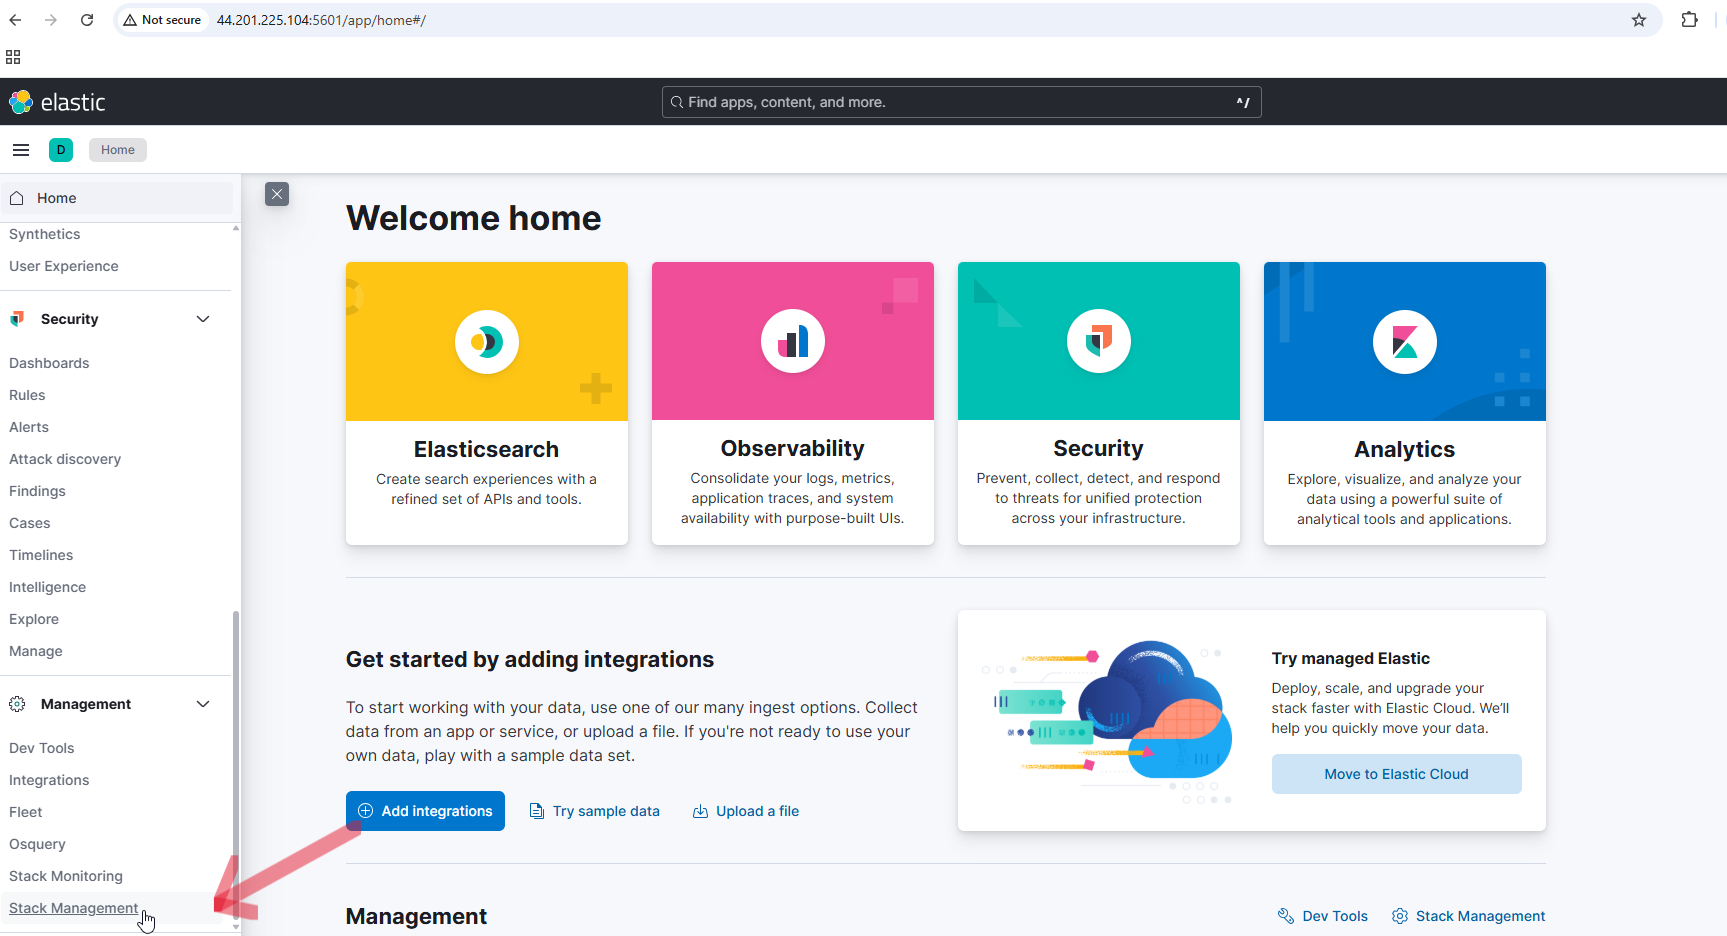 Not secure 44.201.225.104:5601/app/home#/
elastic
Find apps, content, and more.
^/
D
Home
Home
Synthetics
User Experience
Security
Dashboards
Rules
Alerts
Attack discovery
Findings
Cases
Timelines
Intelligence
Explore
Manage
Management
Dev Tools
Integrations
Fleet
Osquery
Stack Monitoring
Stack Management
Welcome home
Elasticsearch
Create search experiences with a
refined set of APIs and tools.
Observability
Consolidate your logs, metrics,
application traces, and system
availability with purpose-built UIs.
Security
Prevent, collect, detect, and respond
to threats for unified protection
across your infrastructure.
Analytics
Explore, visualize, and analyze your
data using a powerful suite of
analytical tools and applications.
Get started by adding integrations
To start working with your data, use one of our many ingest options. Collect
data from an app or service, or upload a file. If you're not ready to use your
own data, play with a sample data set.
Add integrations
Try sample data
Upload a file
Try managed Elastic
Deploy, scale, and upgrade your
stack faster with Elastic Cloud. We’ll
help you quickly move your data.
Move to Elastic Cloud
Management
Dev Tools
Stack Management